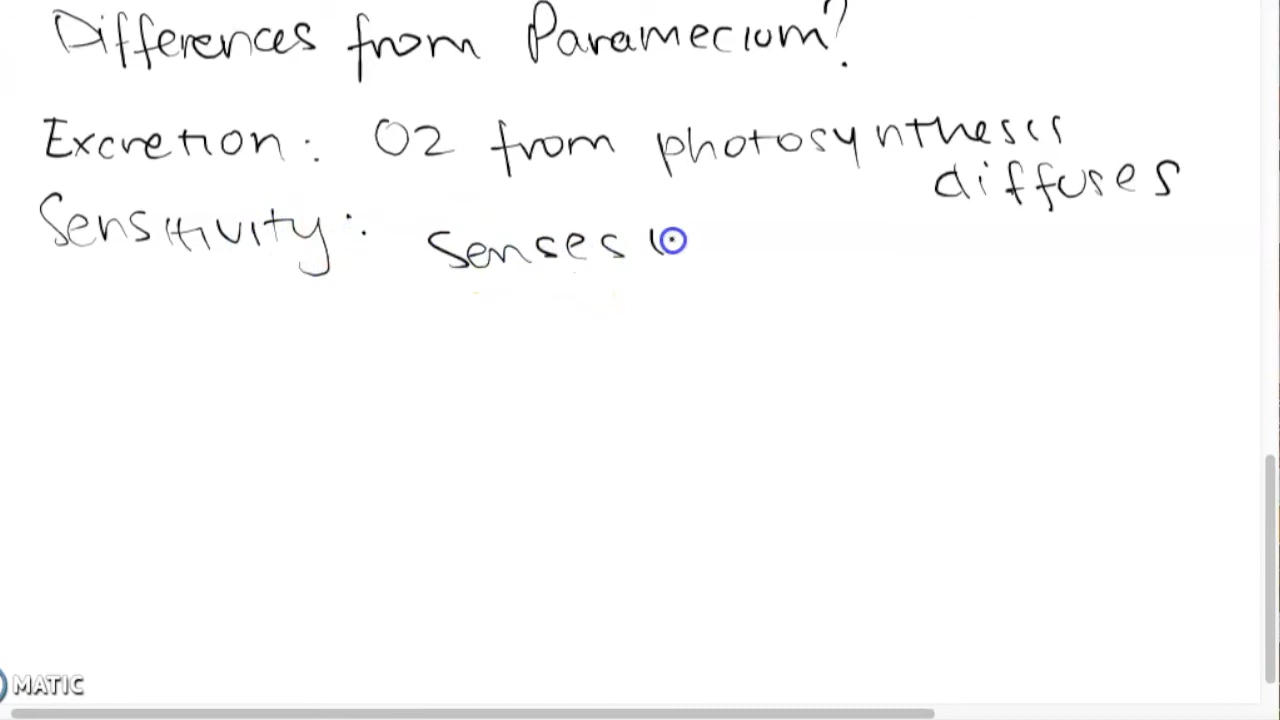 Differences from Paramecium?
Excretion: O2 from photosynthesis
diffuses
Sensitivity: Senses
MATIC